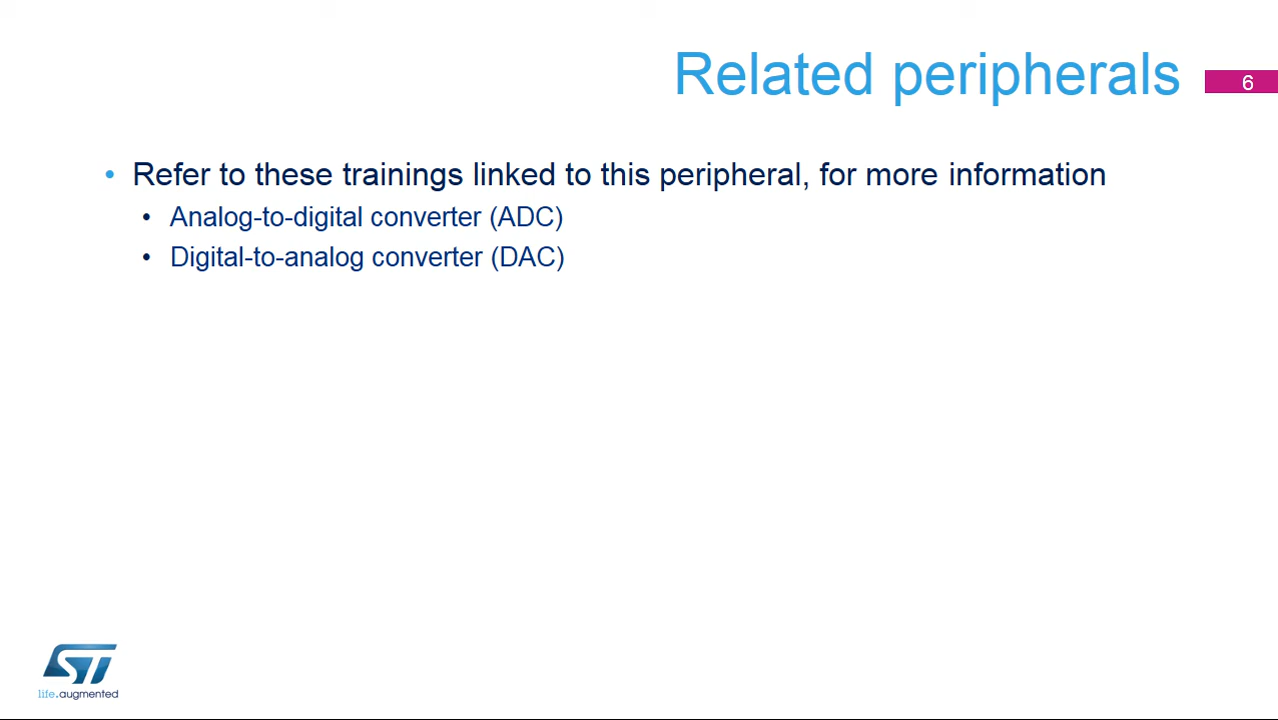 Related peripherals
6
• Refer to these trainings linked to this peripheral, for more information
• Analog-to-digital converter (ADC)
• Digital-to-analog converter (DAC)
ST
life.augmented